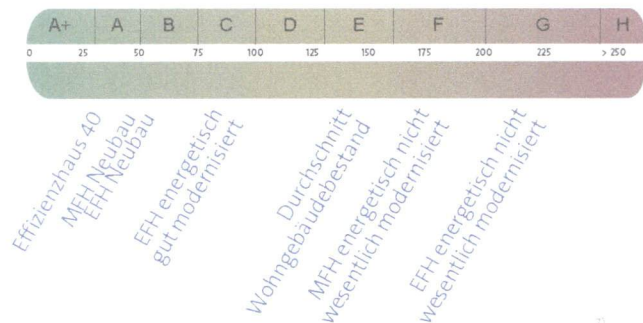 A+ A B C D E F G H
0 25 50 75 100 125 150 175 200 225 > 250
Effizienzhaus 40
MFH Neubau
EFH Neubau
EFH energetisch
gut modernisiert
Durchschnitt
Wohngebäudebestand
MFH energetisch nicht
wesentlich modernisiert
EFH energetisch nicht
wesentlich modernisiert